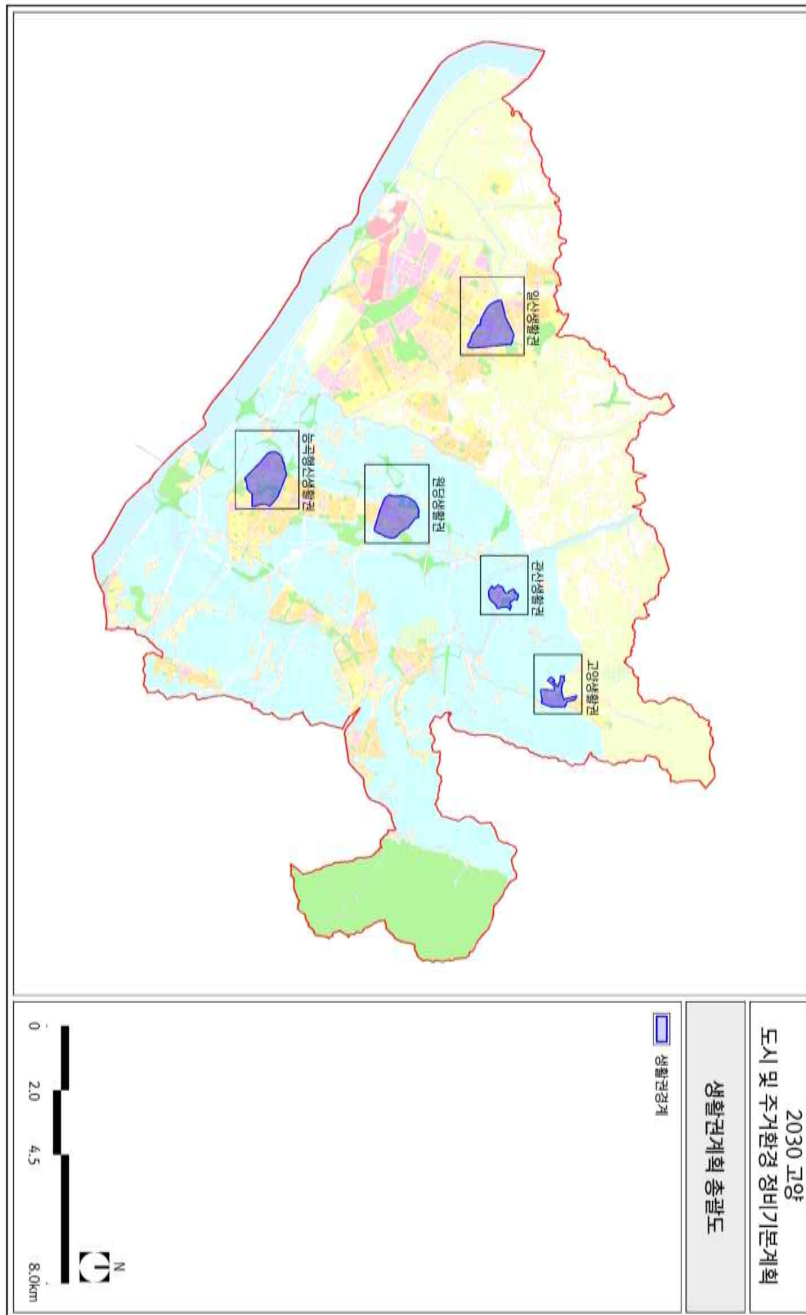 2030 고양
도시 및 주거환경 정비기본계획
생활권계획 총괄도
생활권경계
일산생활권
능곡행신생활권
원당생활권
관산생활권
고양생활권
N
0
2.0
4.5
8.0km